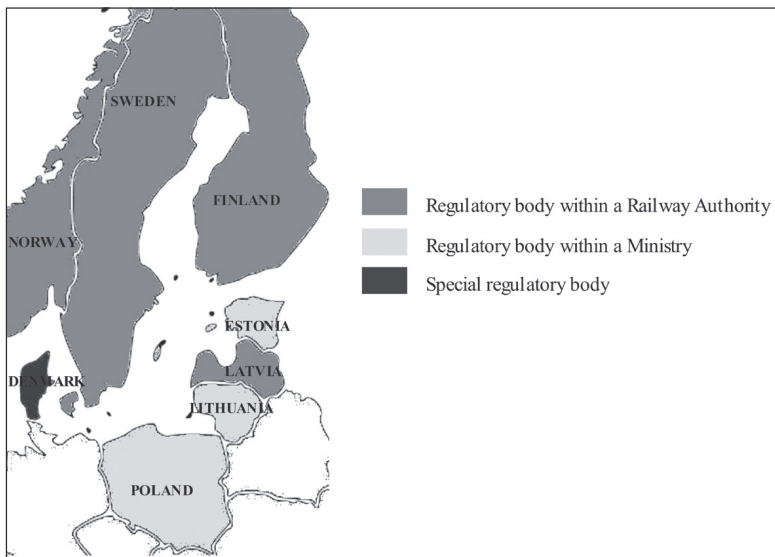 SWEDEN
FINLAND
NORWAY
ESTONIA
LATVIA
DENMARK
LITHUANIA
POLAND
Regulatory body within a Railway Authority
Regulatory body within a Ministry
Special regulatory body